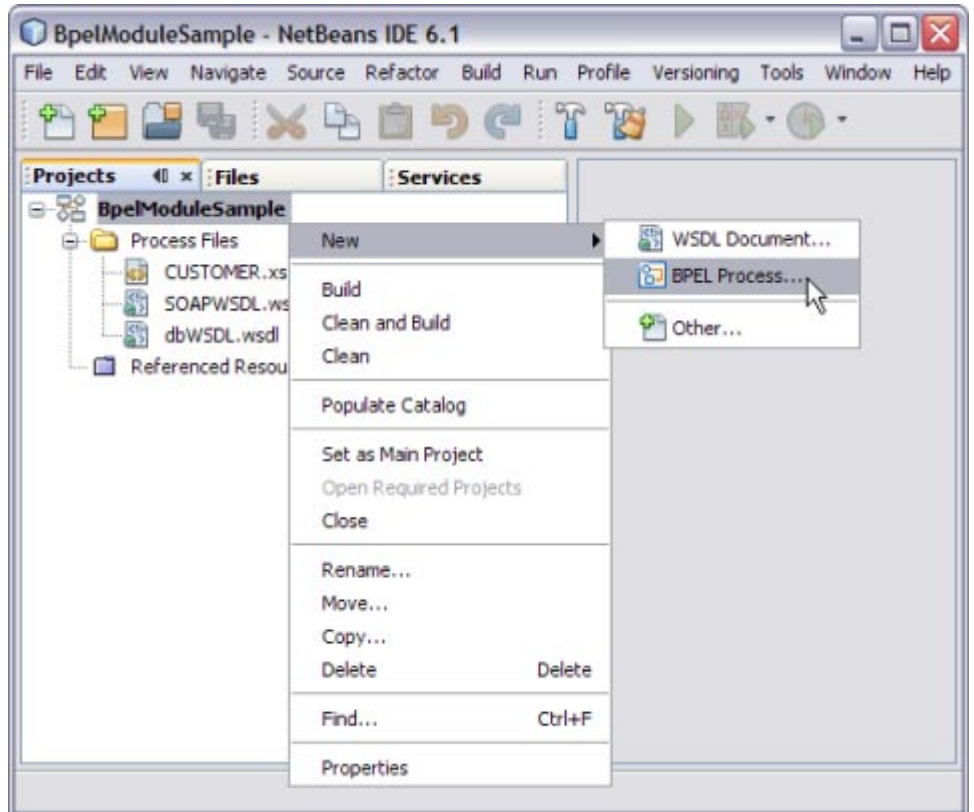 BpelModuleSample - NetBeans IDE 6.1
File Edit View Navigate Source Refactor Build Run Profile Versioning Tools Window Help
Projects Files Services
BpelModuleSample
Process Files
CUSTOMER.xs
SOAPWSDL.ws
dbWSDL.wsdl
Referenced Resou
New
Build
Clean and Build
Clean
Populate Catalog
Set as Main Project
Open Required Projects
Close
Rename...
Move...
Copy...
Delete Delete
Find... Ctrl+F
Properties
WSDL Document...
BPEL Process...
Other...